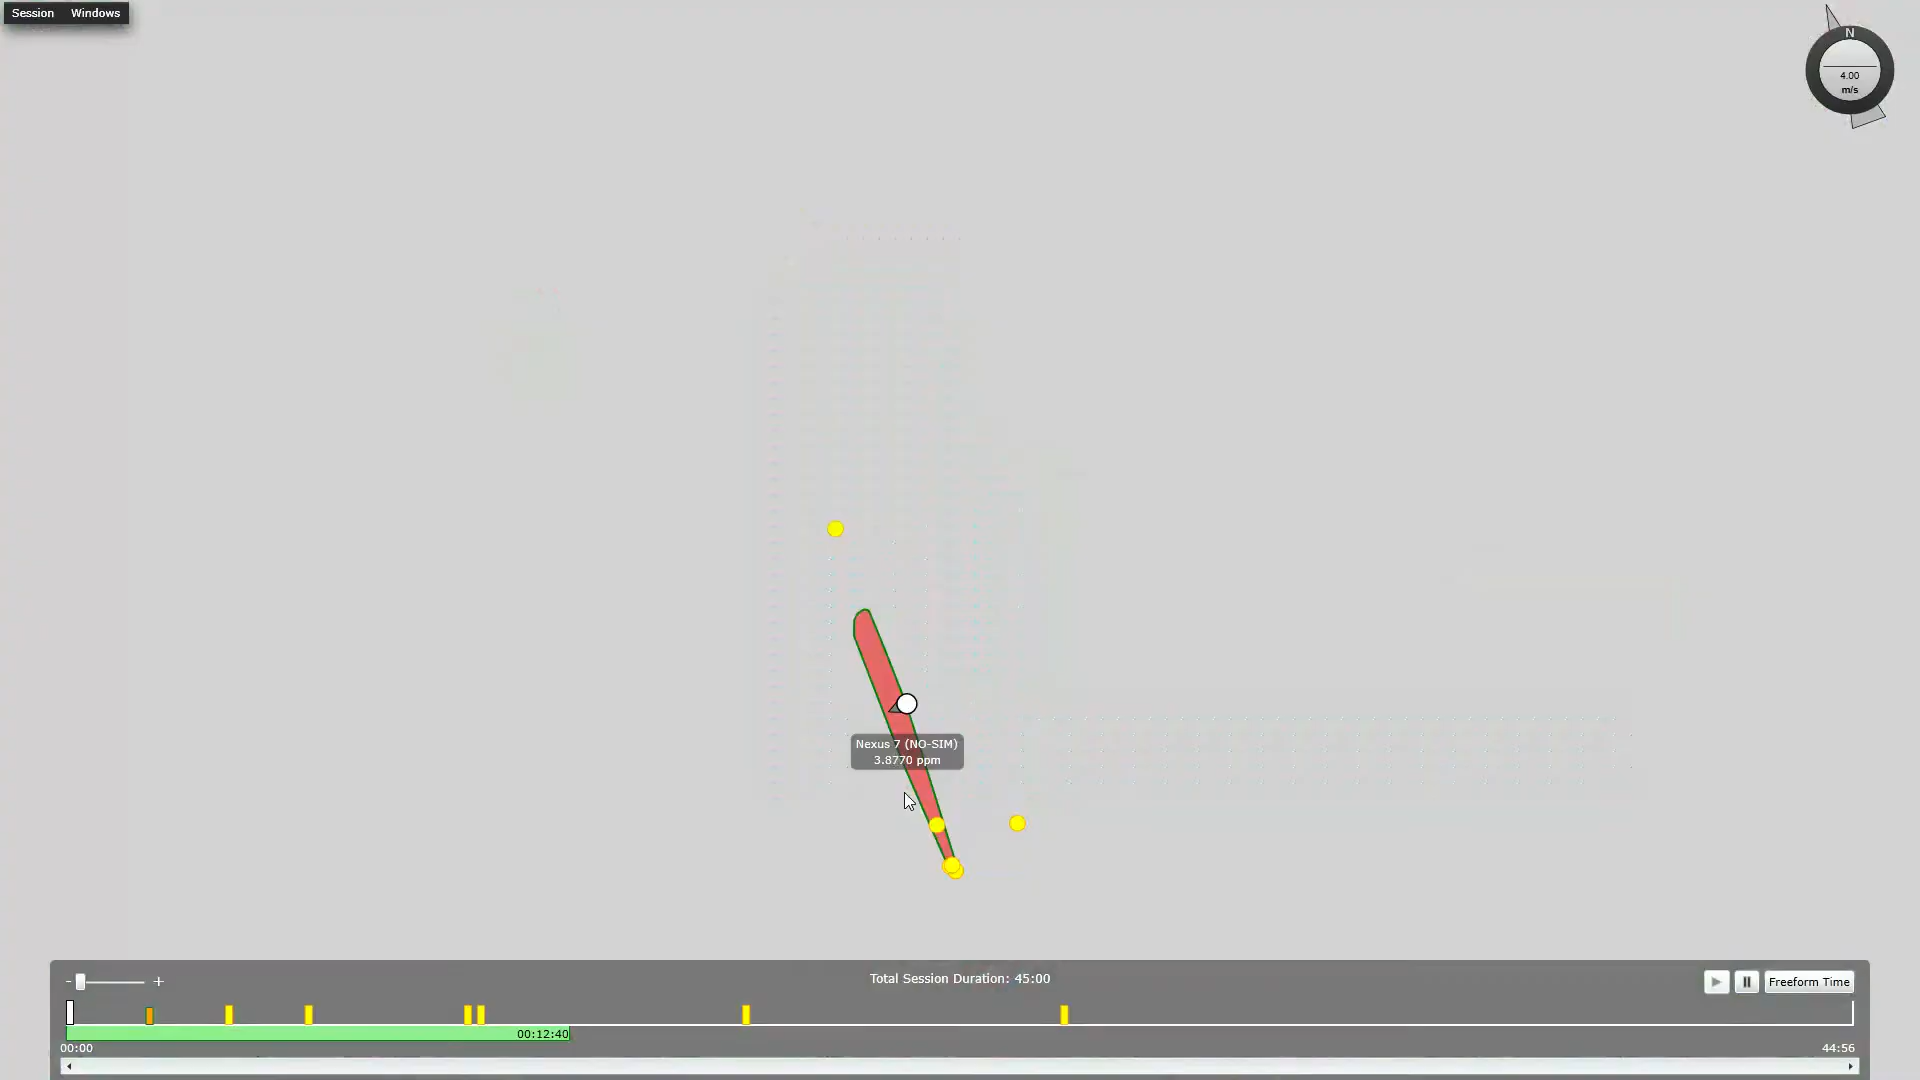 Session Windows
N
4.00
m/s
Nexus 7 (NO-SIM)
3.8770 ppm
- +
Total Session Duration: 45:00
Freeform Time
00:12:40
00:00
44:56